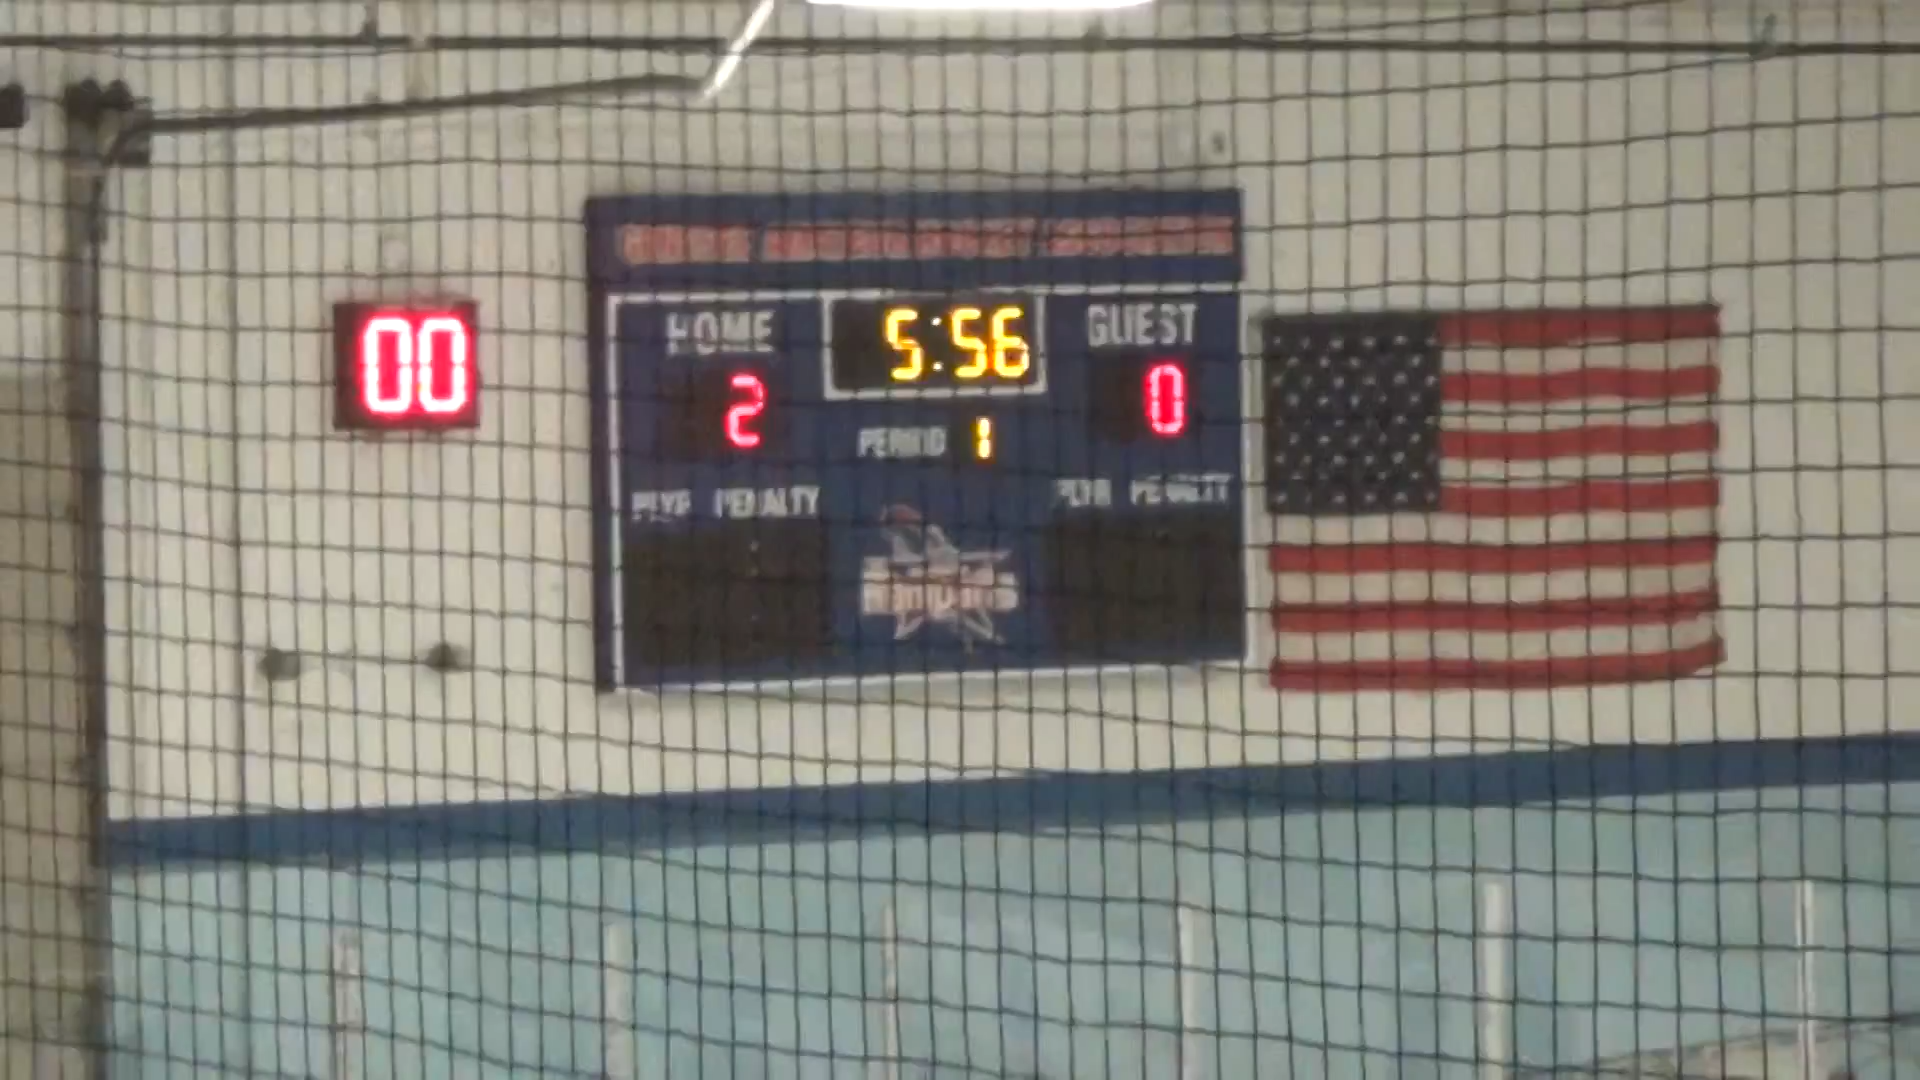 00
HOME 5:56 GUEST
2 0
PERIOD 1
PLYR PENALTY PLYR PENALTY